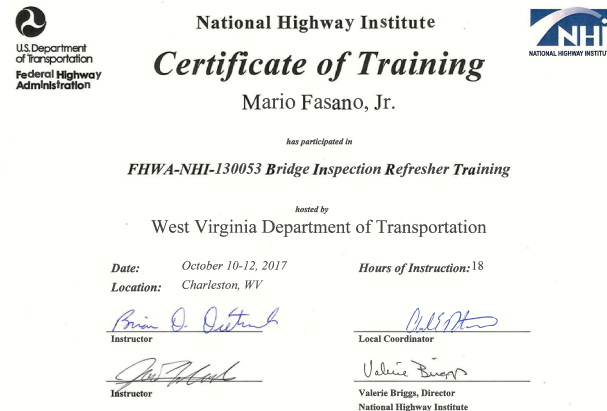 National Highway Institute
U.S. Department
of Transportation
Federal Highway
Administration
NHI
NATIONAL HIGHWAY INSTITU
Certificate of Training
Mario Fasano, Jr.
has participated in
FHWA-NHI-130053 Bridge Inspection Refresher Training
hosted by
West Virginia Department of Transportation
Date: October 10-12, 2017 Hours of Instruction: 18
Location: Charleston, WV
Brian D.
Instructor
Local Coordinator
Valerie Briggs
Instructor
Valerie Briggs, Director
National Highway Institute